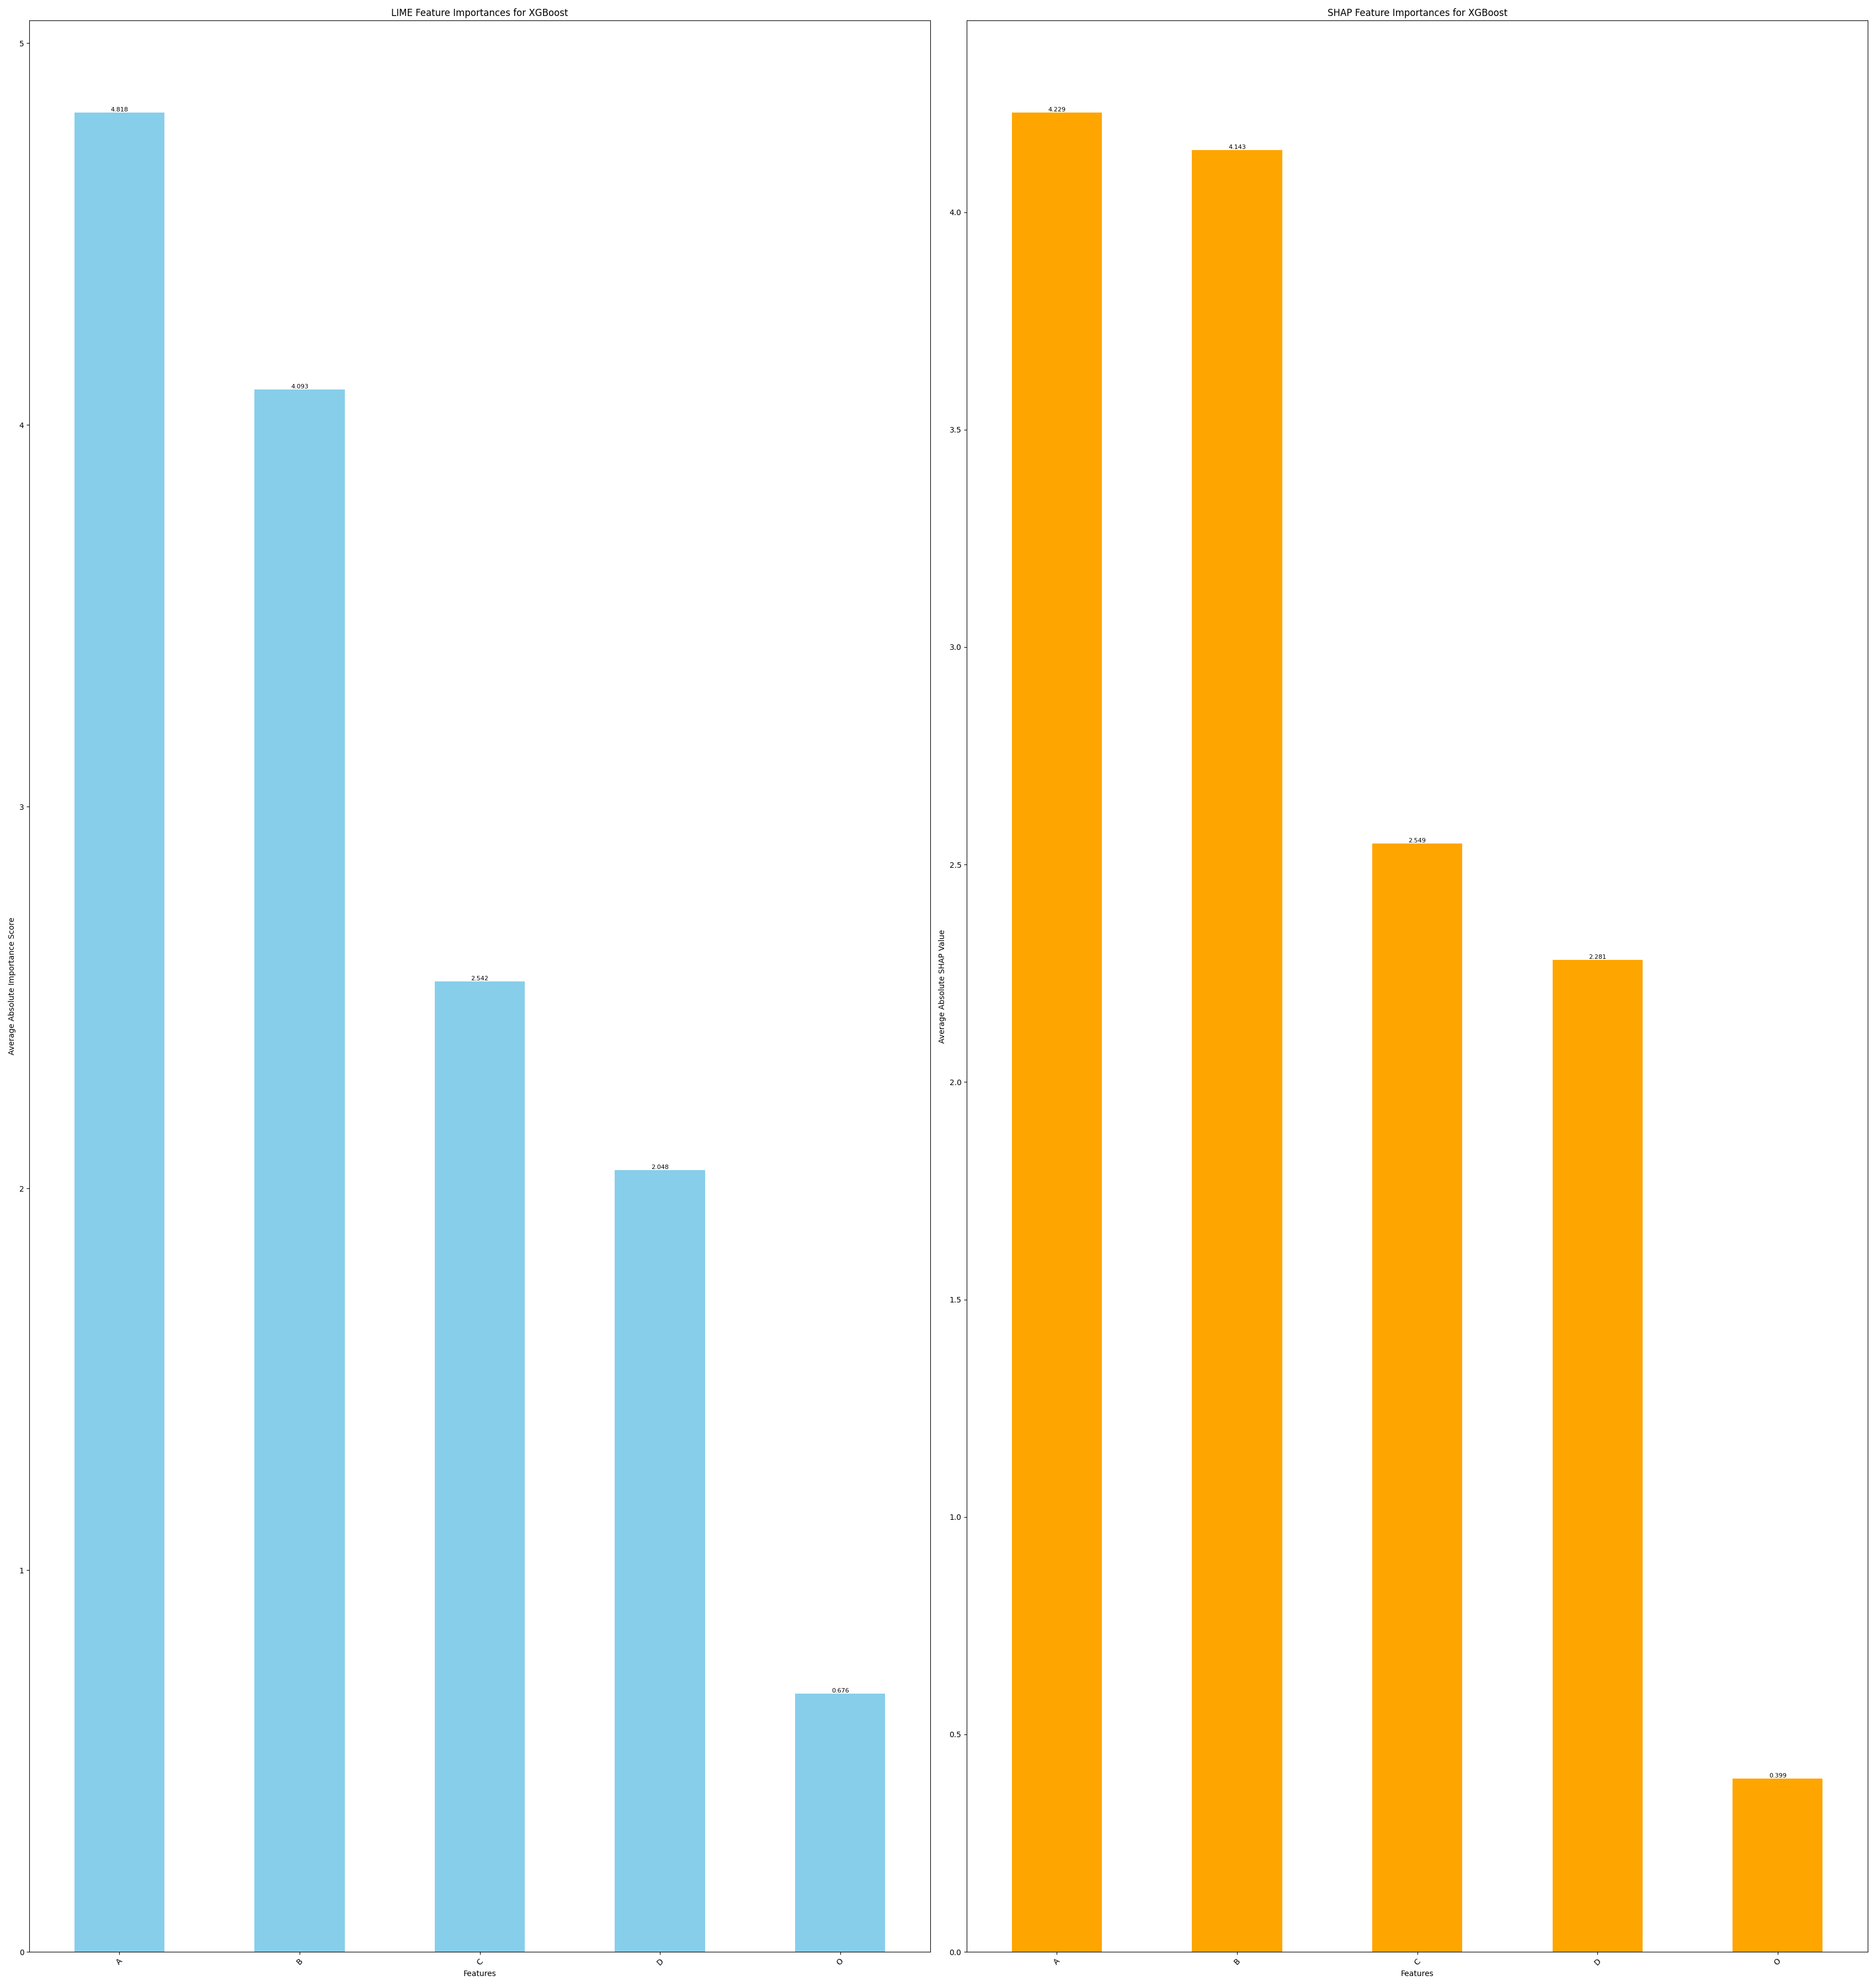 LIME Feature Importances for XGBoost
Average Absolute Importance Score
5
4
3
2
1
0
4.818
4.093
2.542
2.048
0.676
A
B
C
D
O
Features
SHAP Feature Importances for XGBoost
Average Absolute SHAP Value
4.0
3.5
3.0
2.5
2.0
1.5
1.0
0.5
0.0
4.229
4.143
2.549
2.281
0.399
A
B
C
D
O
Features